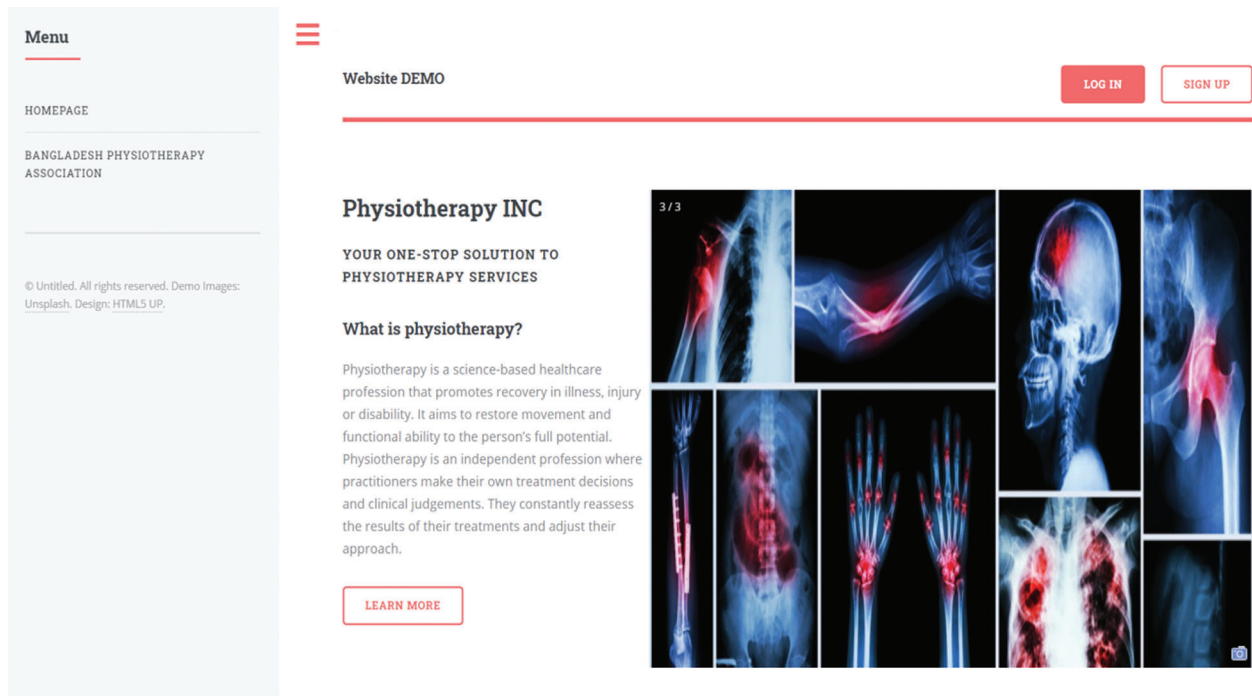 Menu
HOMEPAGE
BANGLADESH PHYSIOTHERAPY
ASSOCIATION
© Untitled. All rights reserved. Demo Images:
Unsplash. Design: HTML5 UP.
Website DEMO
LOG IN
SIGN UP
Physiotherapy INC
YOUR ONE-STOP SOLUTION TO
PHYSIOTHERAPY SERVICES
What is physiotherapy?
Physiotherapy is a science-based healthcare
profession that promotes recovery in illness, injury
or disability. It aims to restore movement and
functional ability to the person's full potential.
Physiotherapy is an independent profession where
practitioners make their own treatment decisions
and clinical judgements. They constantly reassess
the results of their treatments and adjust their
approach.
LEARN MORE
3 / 3